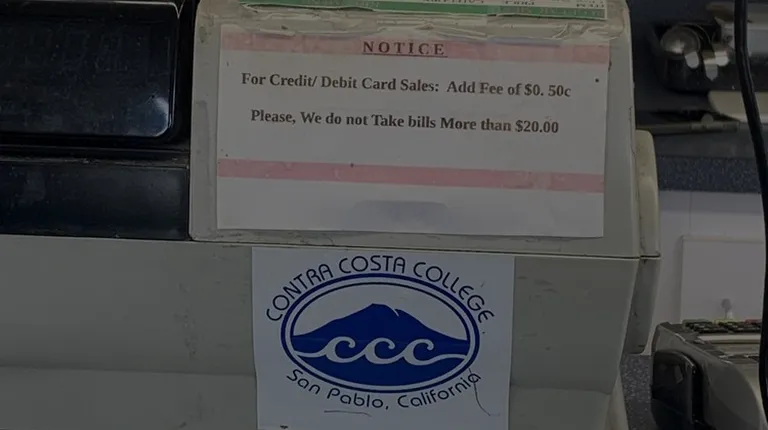 NOTICE
For Credit/ Debit Card Sales: Add Fee of $0. 50c
Please, We do not Take bills More than $20.00
CONTRA COSTA COLLEGE
ccc
San Pablo, California